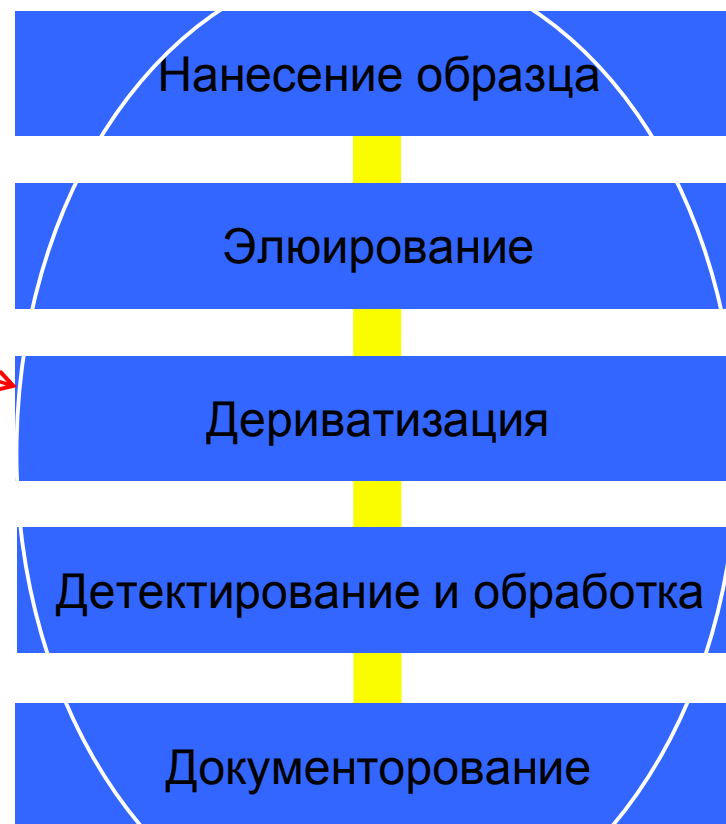 Нанесение образца
Элюирование
Дериватизация
Детектирование и обработка
Документорование